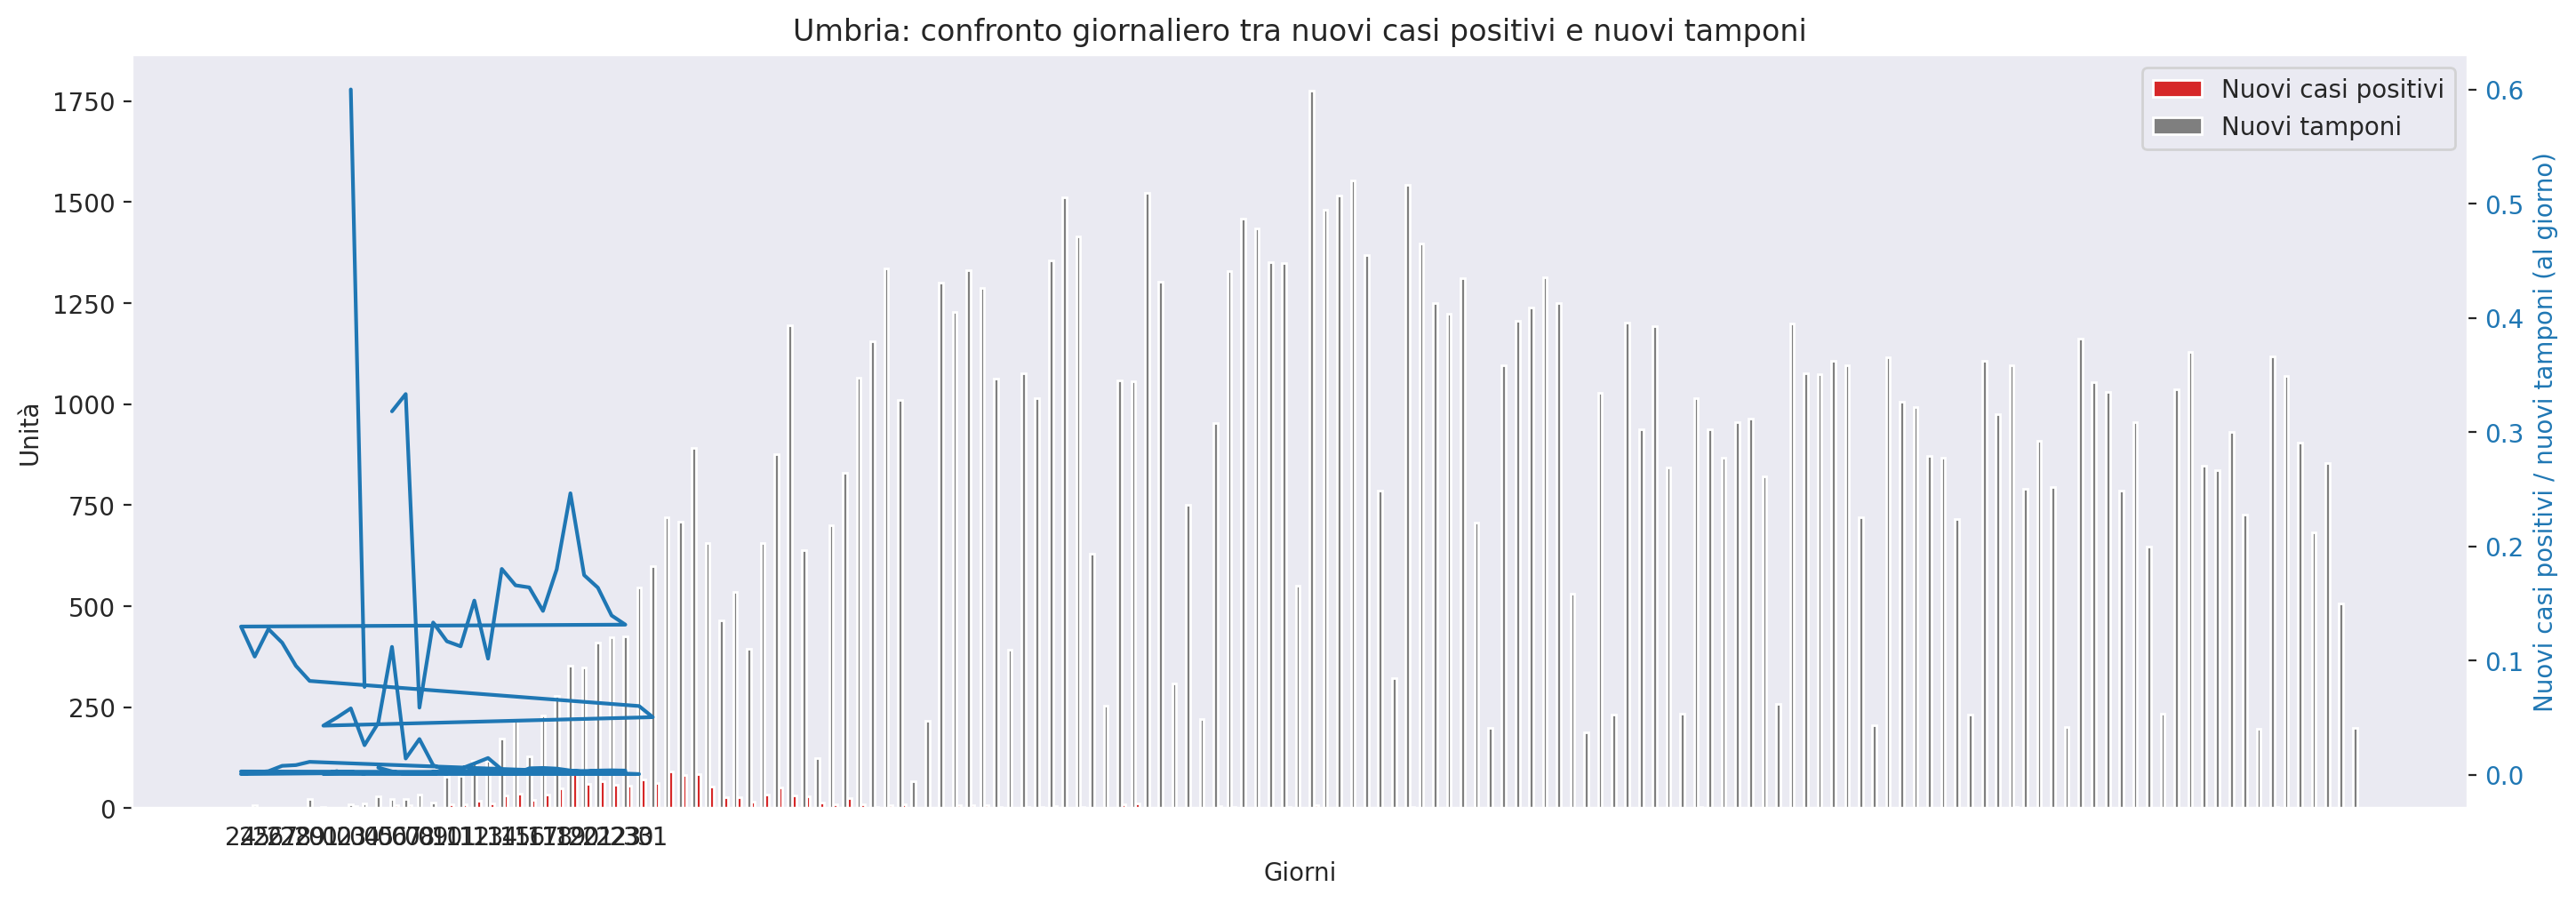 Umbria: confronto giornaliero tra nuovi casi positivi e nuovi tamponi
Nuovi casi positivi
Nuovi tamponi
1750
1500
1250
1000
750
500
250
0
Unità
0.6
0.5
0.4
0.3
0.2
0.1
0.0
Nuovi casi positivi / nuovi tamponi (al giorno)
Giorni